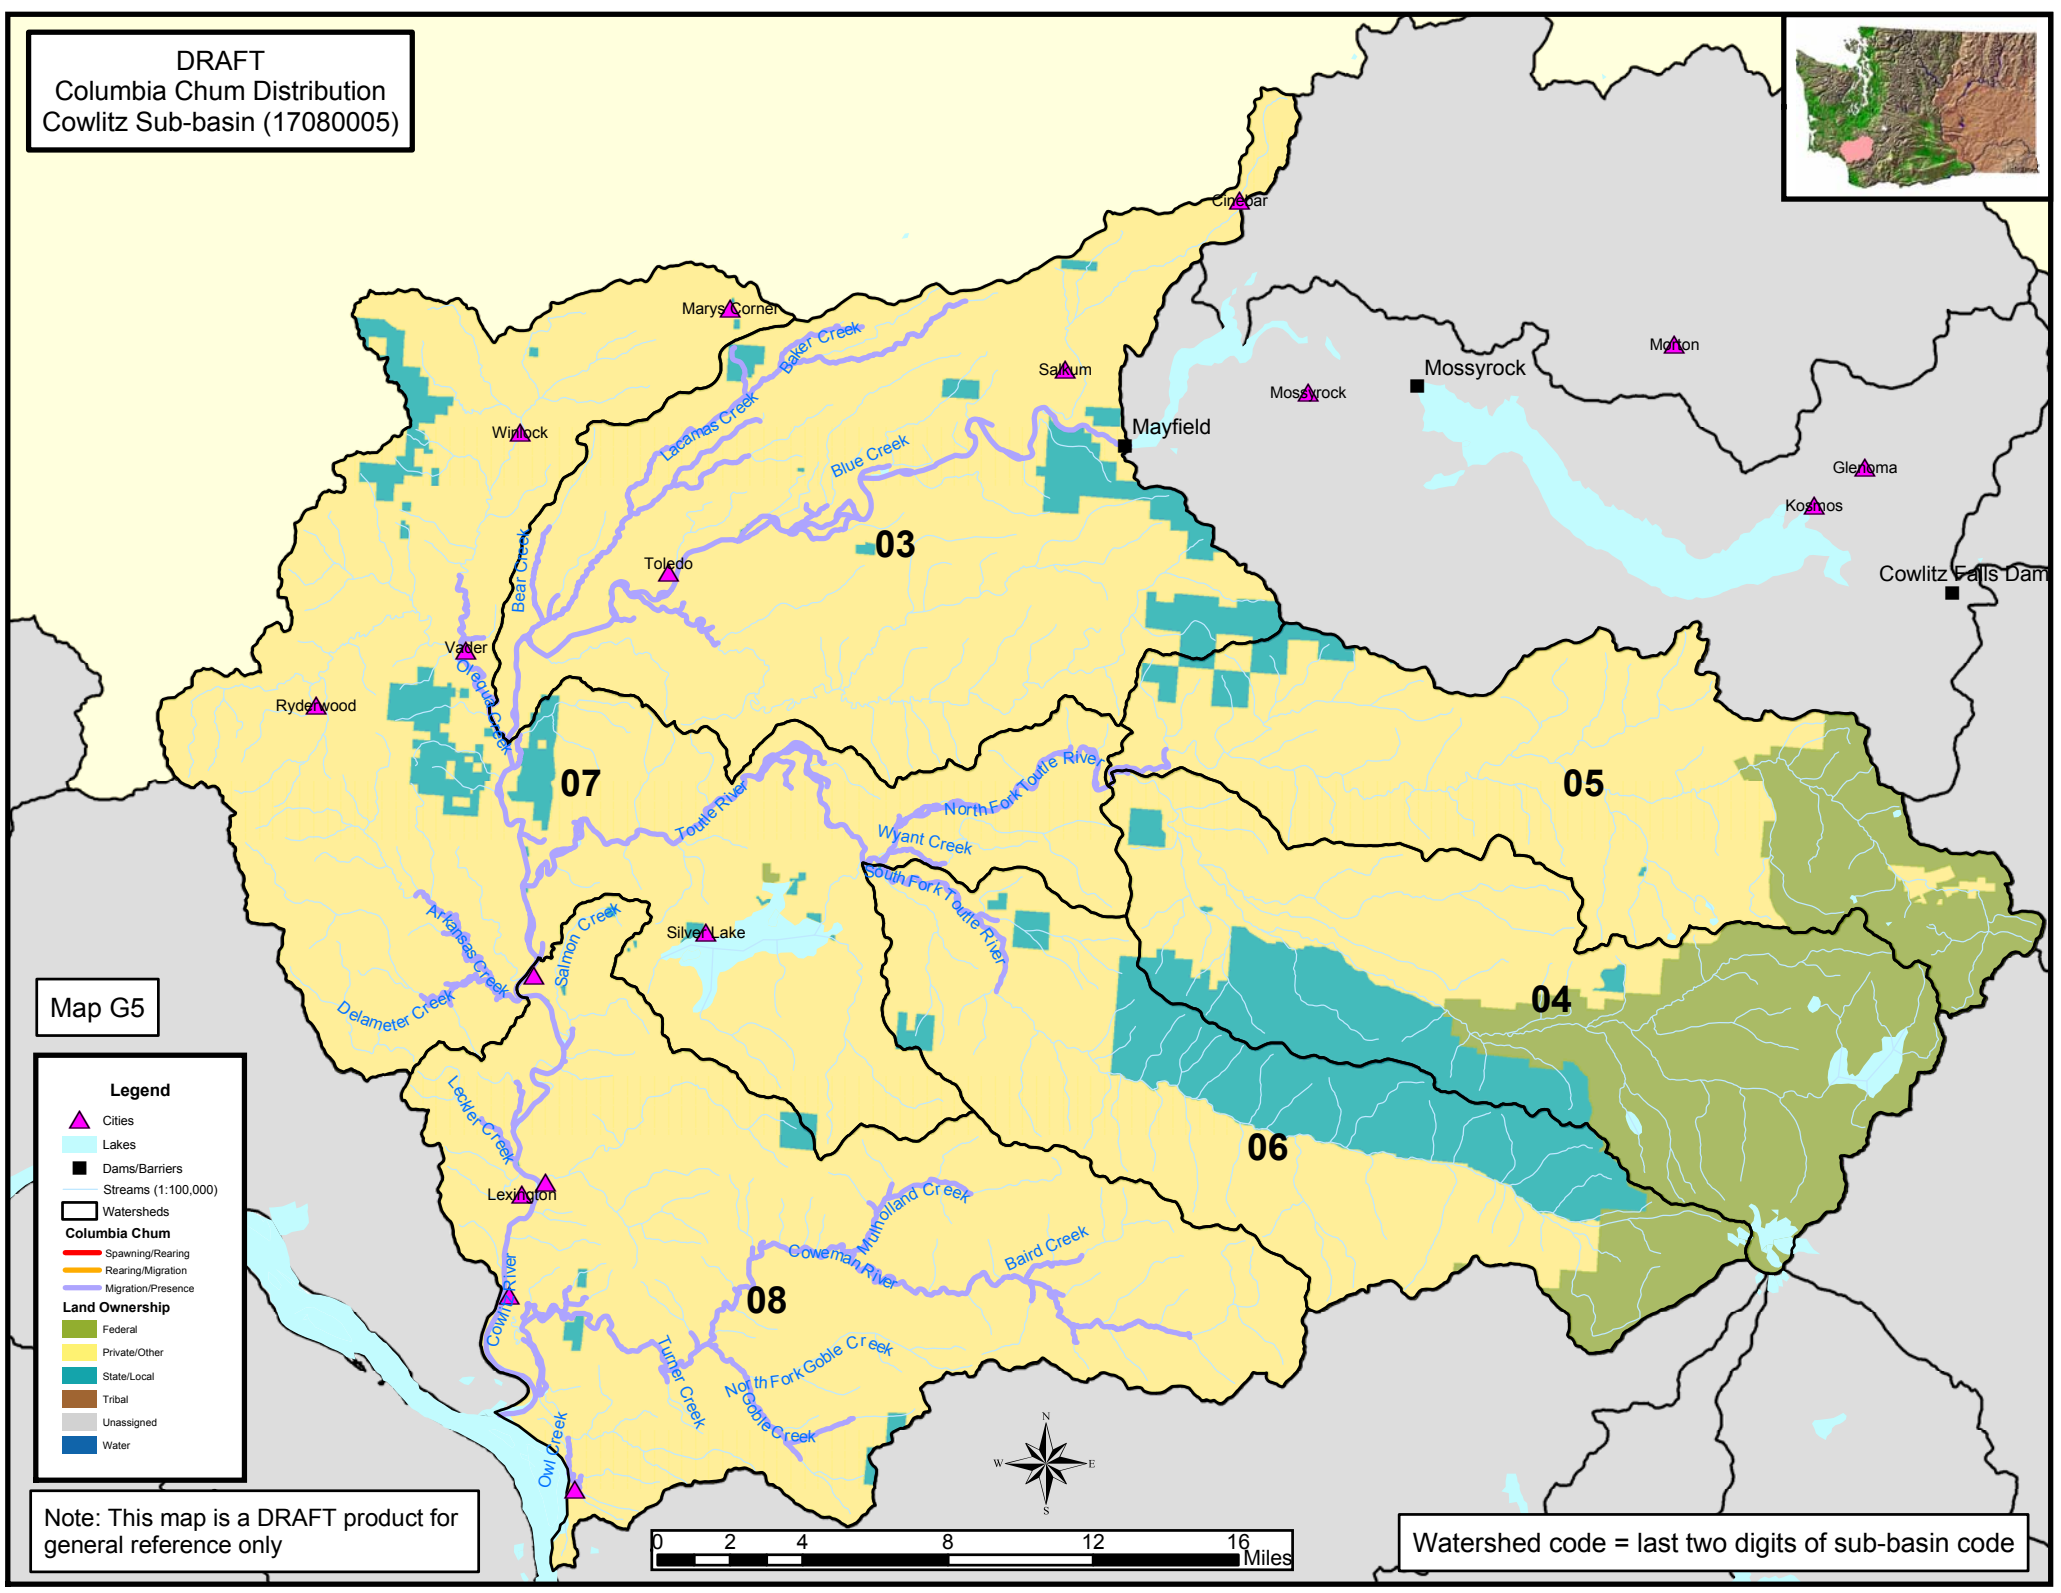 DRAFT
Columbia Chum Distribution
Cowlitz Sub-basin (17080005)
Cinebar
Marys Corner
Baker Creek
Salkum
Morton
Mossyrock
Mossyrock
Winlock
Lacamas Creek
Mayfield
Blue Creek
Glenoma
Kosmos
03
Bear Creek
Toledo
Cowlitz Falls Dam
Vader
Olequa Creek
Ryderwood
07
Toutle River
North Fork Toutle River
05
Wyant Creek
South Fork Toutle River
Arkansas Creek
Salmon Creek
Silver Lake
Delameter Creek
04
Map G5
Leckler Creek
06
Lexington
Mulholland Creek
Coweman River
Baird Creek
08
Cowlitz River
Turner Creek
North Fork Goble Creek
Goble Creek
Owl Creek
Legend
Cities
Lakes
Dams/Barriers
Streams (1:100,000)
Watersheds
Columbia Chum
Spawning/Rearing
Rearing/Migration
Migration/Presence
Land Ownership
Federal
Private/Other
State/Local
Tribal
Unassigned
Water
N
W E
S
Note: This map is a DRAFT product for
general reference only
0 2 4 8 12 16
Miles
Watershed code = last two digits of sub-basin code